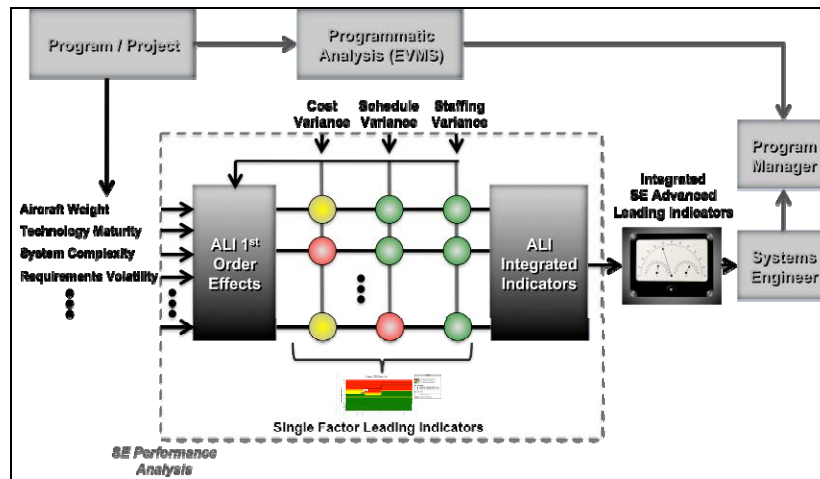 Program / Project
Programmatic
Analysis (EVMS)
Cost
Variance
Schedule
Variance
Staffing
Variance
Program
Manager
Integrated
SE Advanced
Leading Indicators
Aircraft Weight
Technology Maturity
System Complexity
Requirements Volatility
ALI 1st
Order
Effects
ALI
Integrated
Indicators
Systems
Engineer
Single Factor Leading Indicators
SE Performance
Analysis